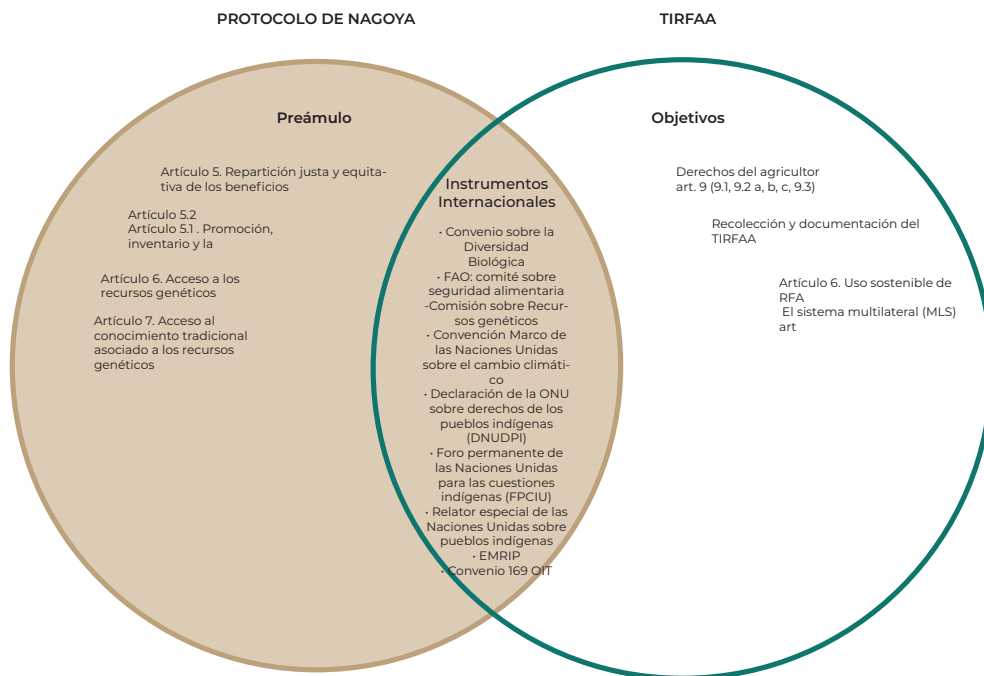 PROTOCOLO DE NAGOYA
TIRFAA
Preámulo
Artículo 5. Repartición justa y equita-
tiva de los beneficios
Artículo 5.2
Artículo 5.1 . Promoción,
inventario y la
Artículo 6. Acceso a los
recursos genéticos
Artículo 7. Acceso al
conocimiento tradicional
asociado a los recursos
genéticos
Instrumentos
Internacionales
• Convenio sobre la
Diversidad
Biológica
• FAO: comité sobre
seguridad alimentaria
-Comisión sobre Recur-
sos genéticos
• Convención Marco de
las Naciones Unidas
sobre el cambio climáti-
co
• Declaración de la ONU
sobre derechos de los
pueblos indígenas
(DNUDPI)
• Foro permanente de
las Naciones Unidas
para las cuestiones
indígenas (FPCIU)
• Relator especial de las
Naciones Unidas sobre
pueblos indígenas
• EMRIP
• Convenio 169 OIT
Objetivos
Derechos del agricultor
art. 9 (9.1, 9.2 a, b, c, 9.3)
Recolección y documentación del
TIRFAA
Artículo 6. Uso sostenible de
RFA
El sistema multilateral (MLS)
art